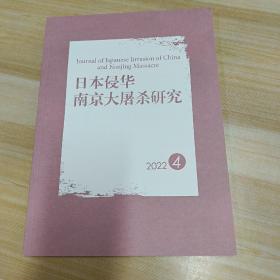 Journal of Japanese Invasion of China
and Nanjing Massacre
日本侵华
南京大屠杀研究
2022 4